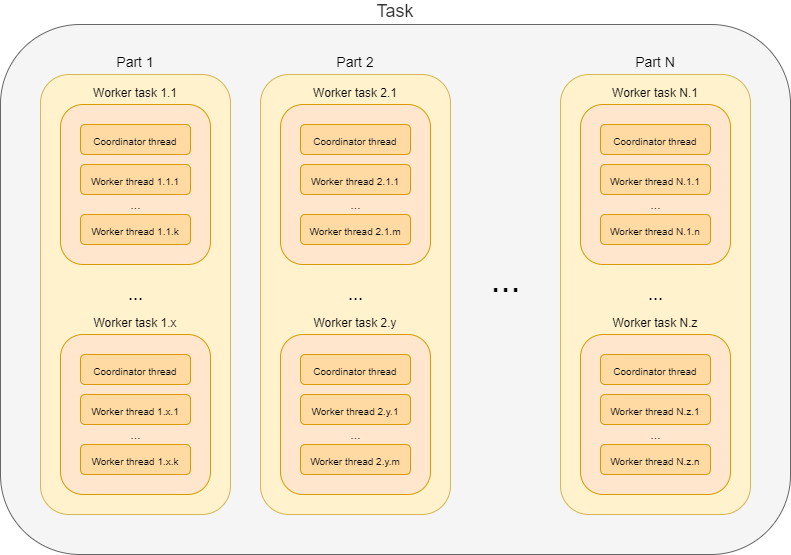 Task
Part 1
Worker task 1.1
Coordinator thread
Worker thread 1.1.1
...
Worker thread 1.1.k
...
Worker task 1.x
Coordinator thread
Worker thread 1.x.1
...
Worker thread 1.x.k
Part 2
Worker task 2.1
Coordinator thread
Worker thread 2.1.1
...
Worker thread 2.1.m
...
Worker task 2.y
Coordinator thread
Worker thread 2.y.1
...
Worker thread 2.y.m
...
Part N
Worker task N.1
Coordinator thread
Worker thread N.1.1
...
Worker thread N.1.n
...
Worker task N.z
Coordinator thread
Worker thread N.z.1
...
Worker thread N.z.n